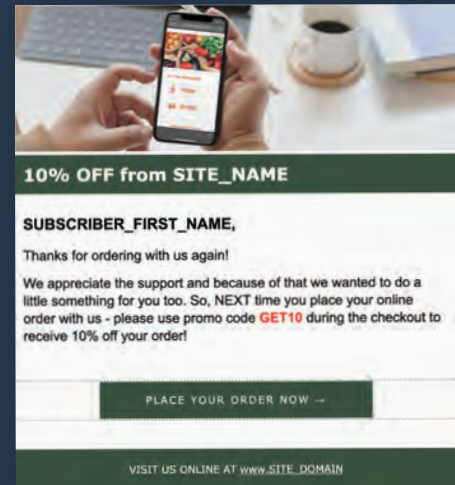 10% OFF from SITE_NAME
SUBSCRIBER_FIRST_NAME,
Thanks for ordering with us again!
We appreciate the support and because of that we wanted to do a
little something for you too. So, NEXT time you place your online
order with us - please use promo code GET10 during the checkout to
receive 10% off your order!
PLACE YOUR ORDER NOW →
VISIT US ONLINE AT www.SITE_DOMAIN